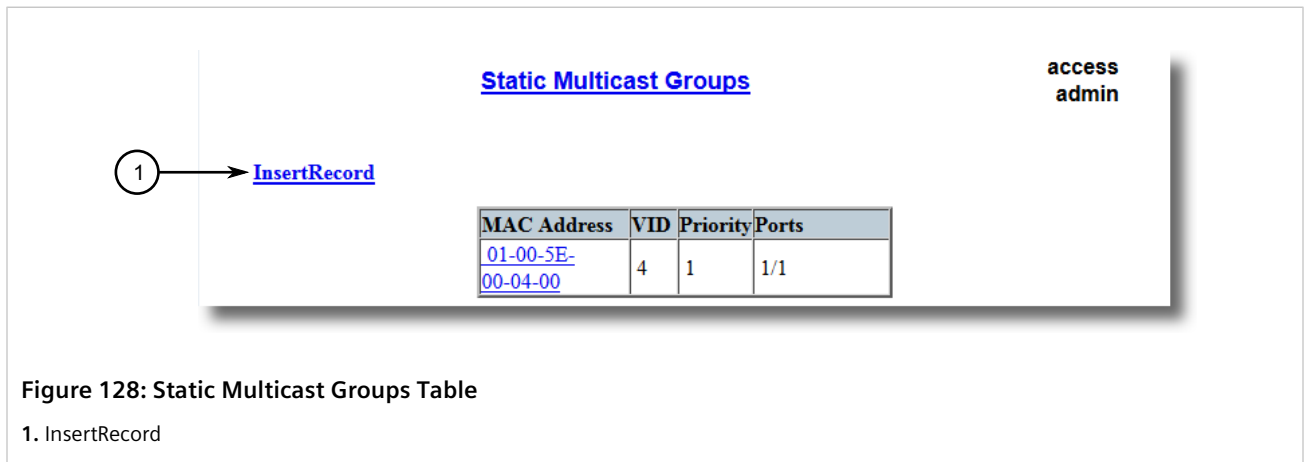 Static Multicast Groups
access
admin
1
InsertRecord
MAC Address VID Priority Ports
01-00-5E-
00-04-00 4 1 1/1
Figure 128: Static Multicast Groups Table
1. InsertRecord